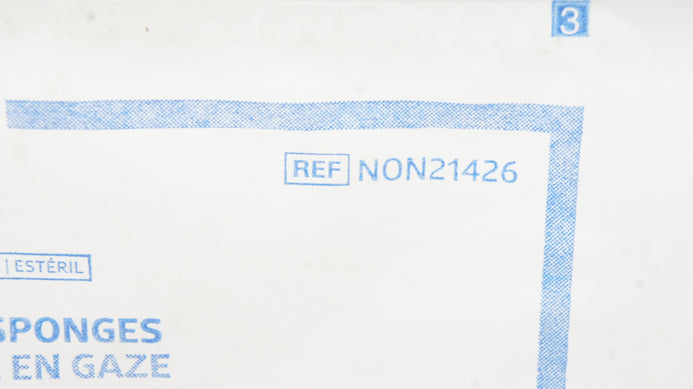 3
REF NON21426
| ESTÉRIL
SPONGES
EN GAZE